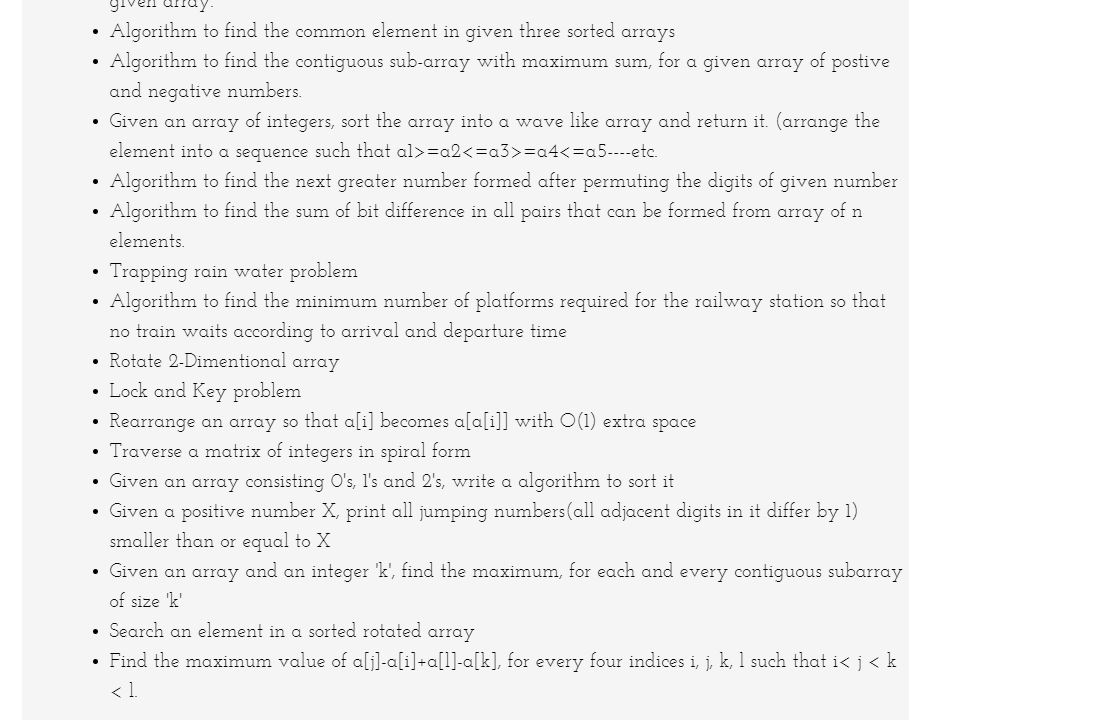 given array.
• Algorithm to find the common element in given three sorted arrays
• Algorithm to find the contiguous sub-array with maximum sum, for a given array of postive
and negative numbers.
• Given an array of integers, sort the array into a wave like array and return it. (arrange the
element into a sequence such that a1>=a2<=a3>=a4<=a5----etc.
• Algorithm to find the next greater number formed after permuting the digits of given number
• Algorithm to find the sum of bit difference in all pairs that can be formed from array of n
elements.
• Trapping rain water problem
• Algorithm to find the minimum number of platforms required for the railway station so that
no train waits according to arrival and departure time
• Rotate 2-Dimentional array
• Lock and Key problem
• Rearrange an array so that a[i] becomes a[a[i]] with O(1) extra space
• Traverse a matrix of integers in spiral form
• Given an array consisting 0's, 1's and 2's, write a algorithm to sort it
• Given a positive number X, print all jumping numbers(all adjacent digits in it differ by 1)
smaller than or equal to X
• Given an array and an integer 'k', find the maximum, for each and every contiguous subarray
of size 'k'
• Search an element in a sorted rotated array
• Find the maximum value of a[j]-a[i]+a[l]-a[k], for every four indices i, j, k, l such that i< j < k
< l.